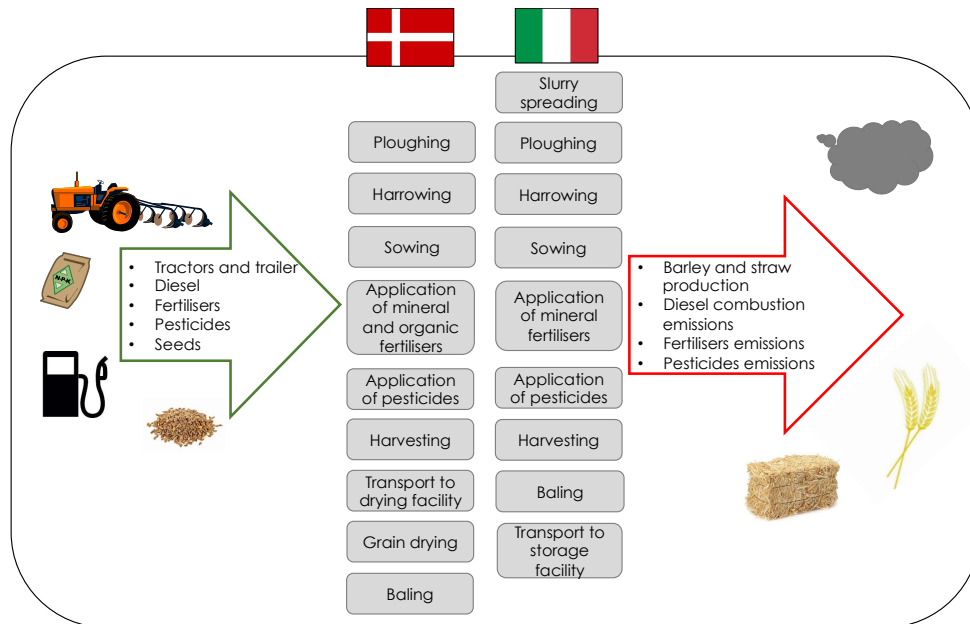 Slurry
spreading
Ploughing
Harrowing
Sowing
Application
of mineral
and organic
fertilisers
Application
of pesticides
Harvesting
Transport to
drying facility
Grain drying
Baling
Ploughing
Harrowing
Sowing
Application
of mineral
fertilisers
Application
of pesticides
Harvesting
Baling
Transport to
storage
facility
N-P-K
• Tractors and trailer
• Diesel
• Fertilisers
• Pesticides
• Seeds
• Barley and straw
production
• Diesel combustion
emissions
• Fertilisers emissions
• Pesticides emissions